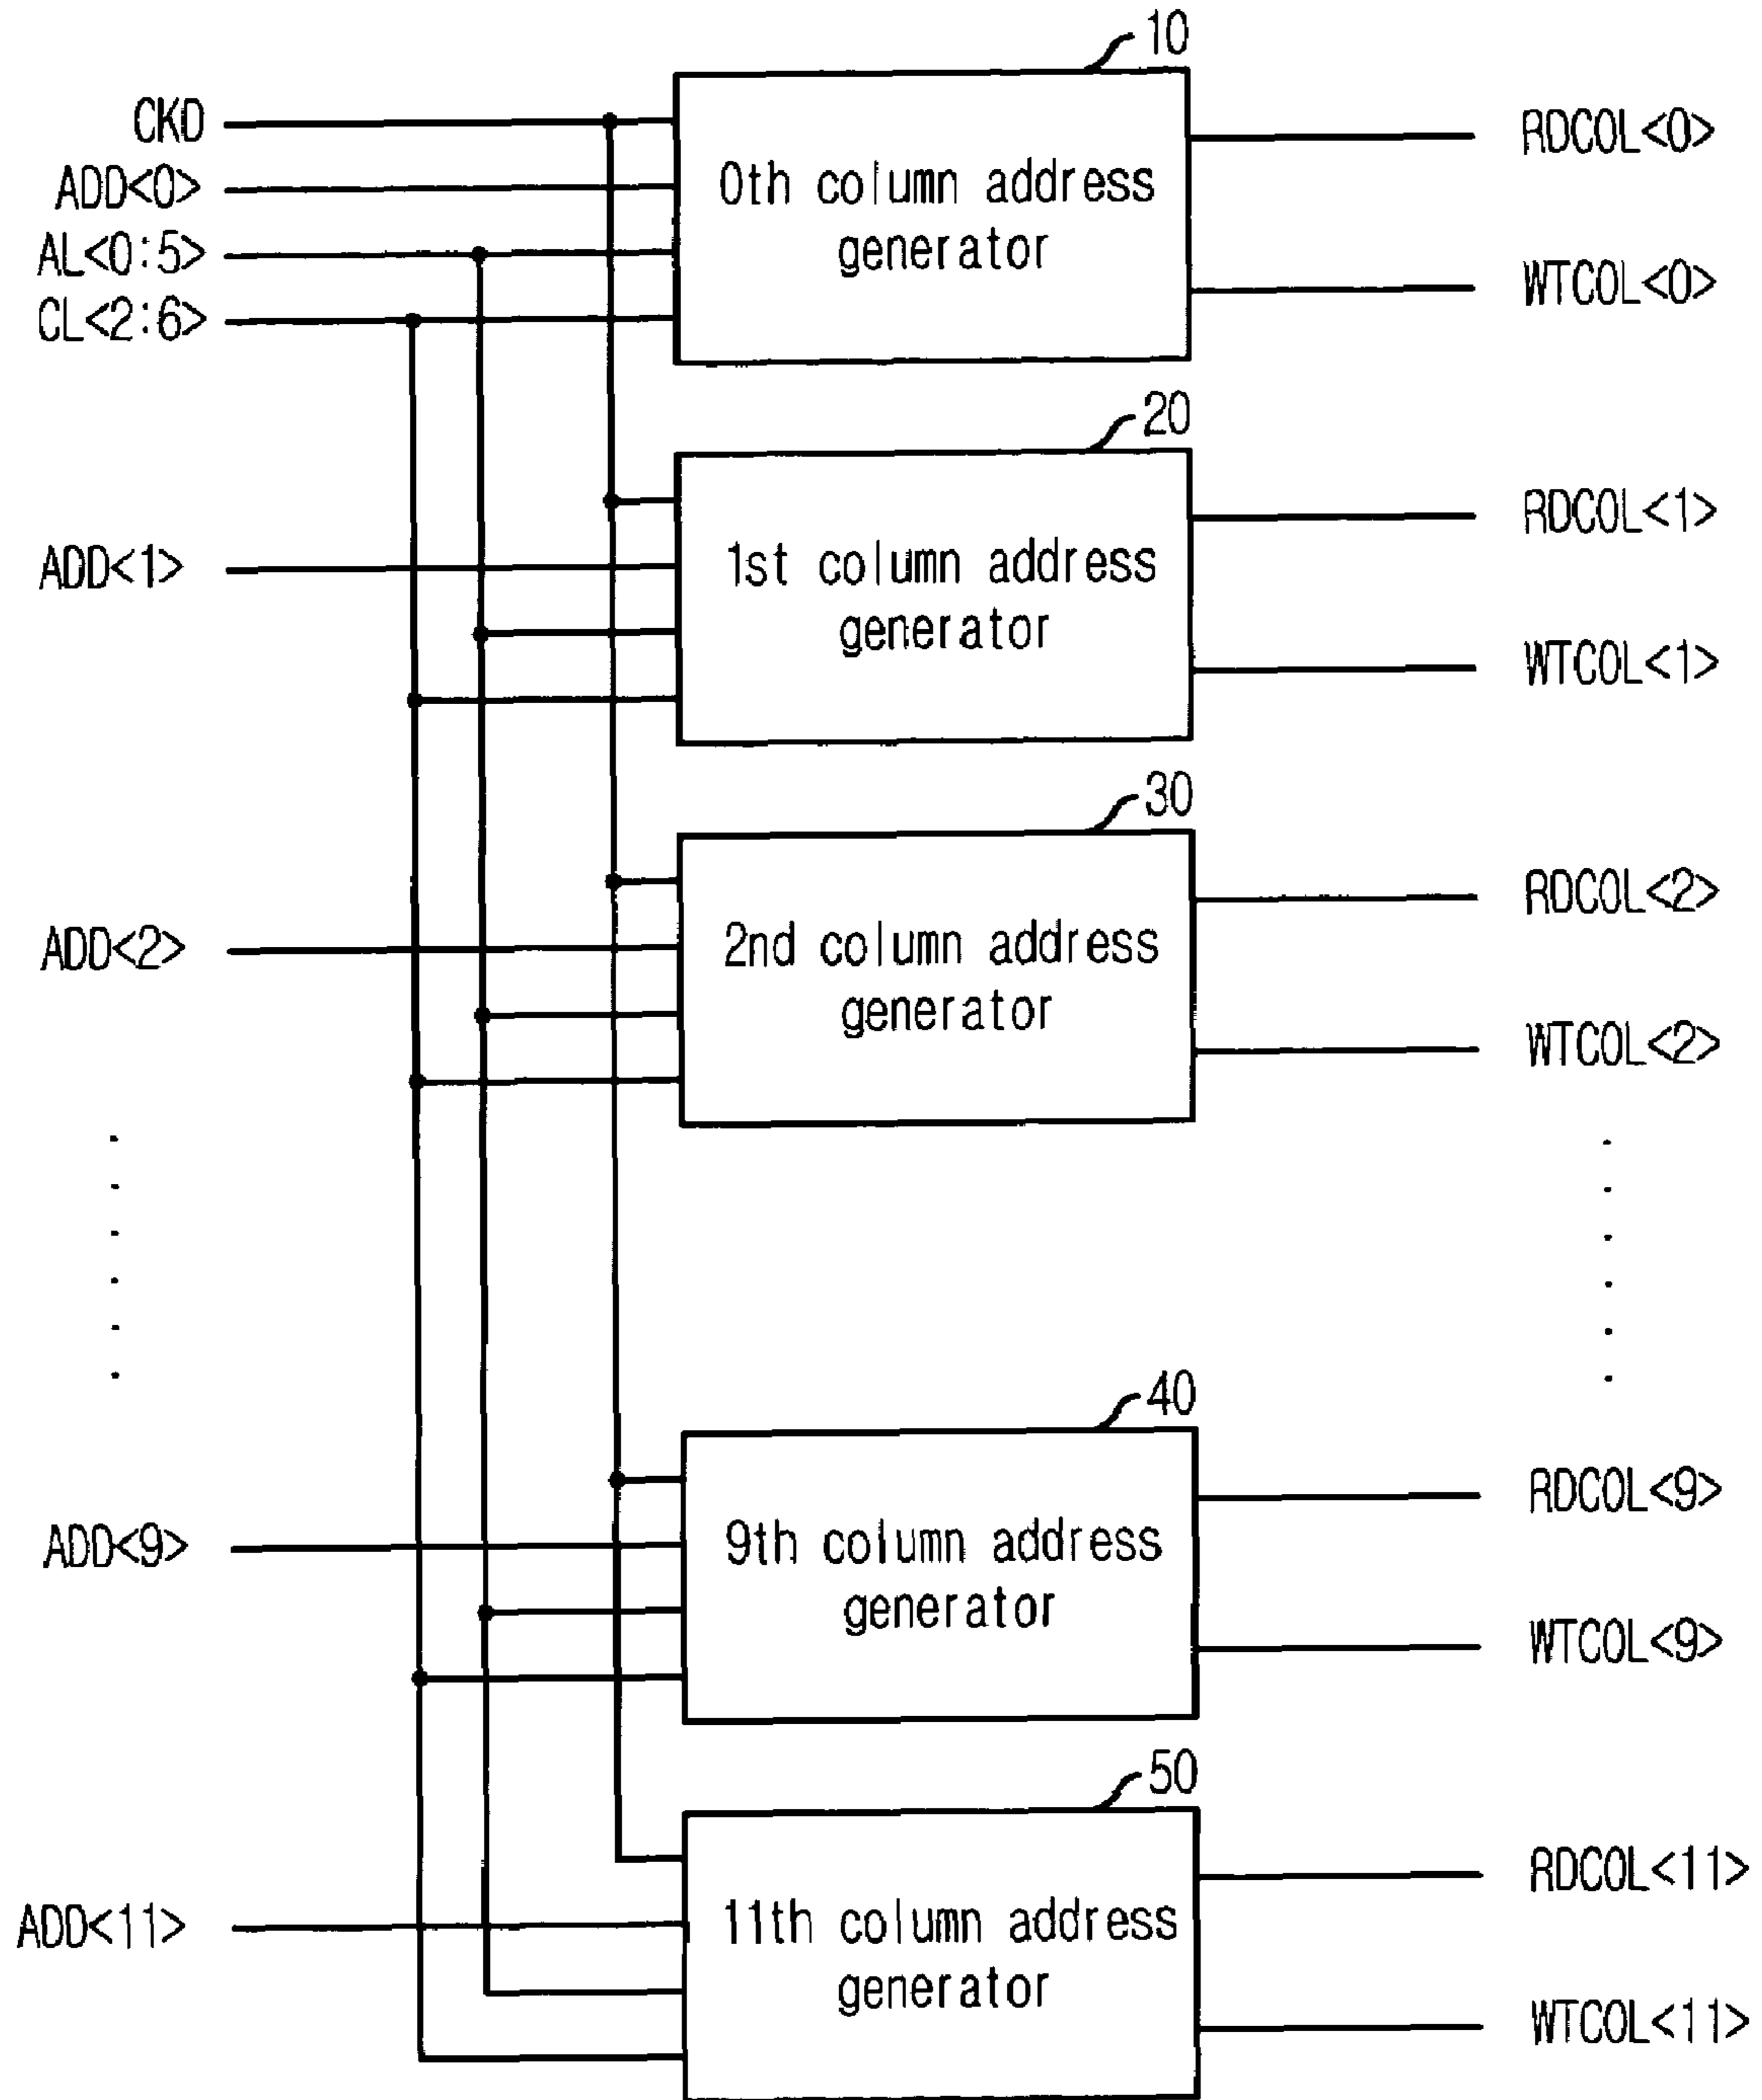 10
CKD
ADD<0>
AL<0:5>
CL<2:6>
0th column address
generator
RDCOL<0>
WTCOL<0>
20
ADD<1>
1st column address
generator
RDCOL<1>
WTCOL<1>
30
ADD<2>
2nd column address
generator
RDCOL<2>
WTCOL<2>
40
ADD<9>
9th column address
generator
RDCOL<9>
WTCOL<9>
50
ADD<11>
11th column address
generator
RDCOL<11>
WTCOL<11>